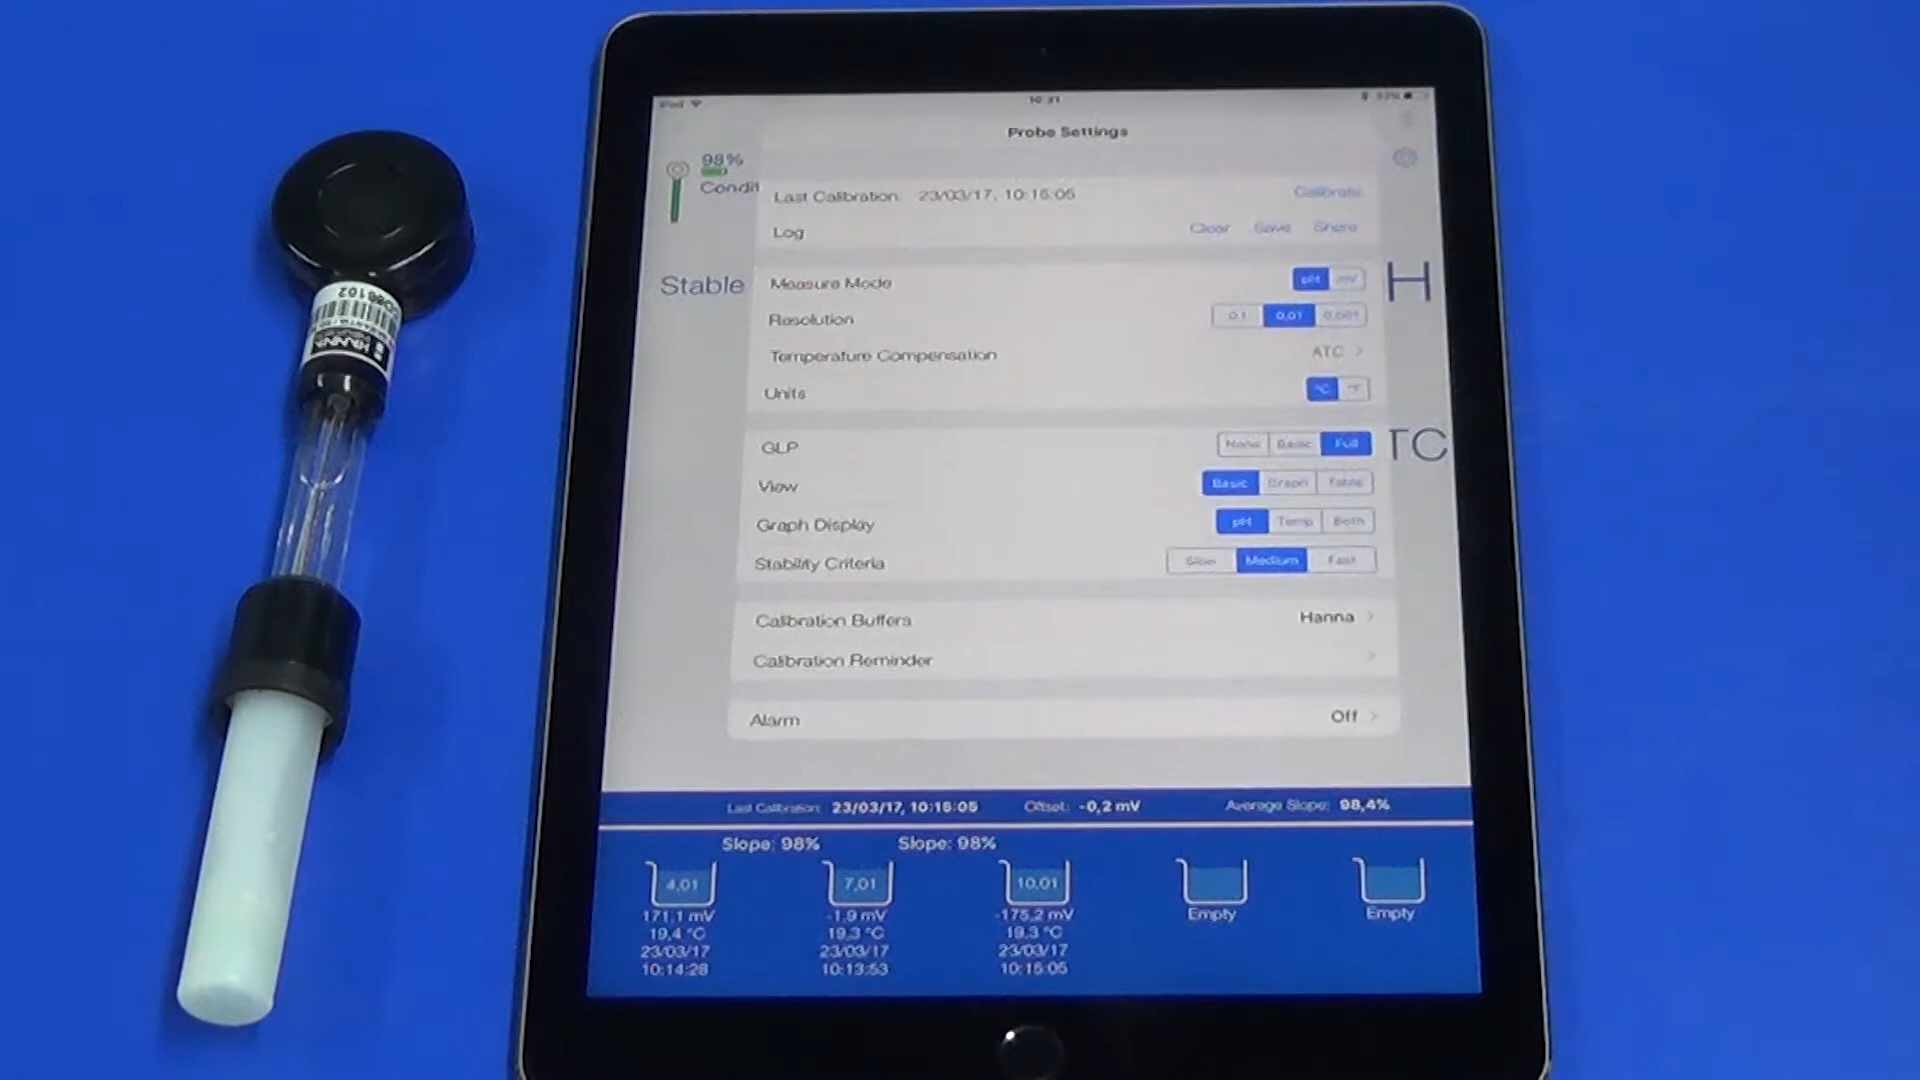 iPad
10:31
Probe Settings
98%
Condit
Last Calibration: 23/03/17, 10:15:05 Calibrate
Log Clear Save Share
Stable
Measure Mode pH mV
H
Resolution 0,1 0,01 0,001
Temperature Compensation ATC >
Units °C °F
GLP None Basic Full
TC
View Basic Graph Table
Graph Display pH Temp Both
Stability Criteria Slow Medium Fast
Calibration Buffers Hanna >
Calibration Reminder >
Alarm Off >
Last Calibration: 23/03/17, 10:15:05 Offset: -0,2 mV Average Slope: 98,4%
Slope: 98% Slope: 98%
4,01 7,01 10,01
171,1 mV -1,9 mV -175,2 mV Empty Empty
19,4 °C 19,3 °C 19,3 °C
23/03/17 23/03/17 23/03/17
10:14:28 10:13:53 10:15:05
HANNA